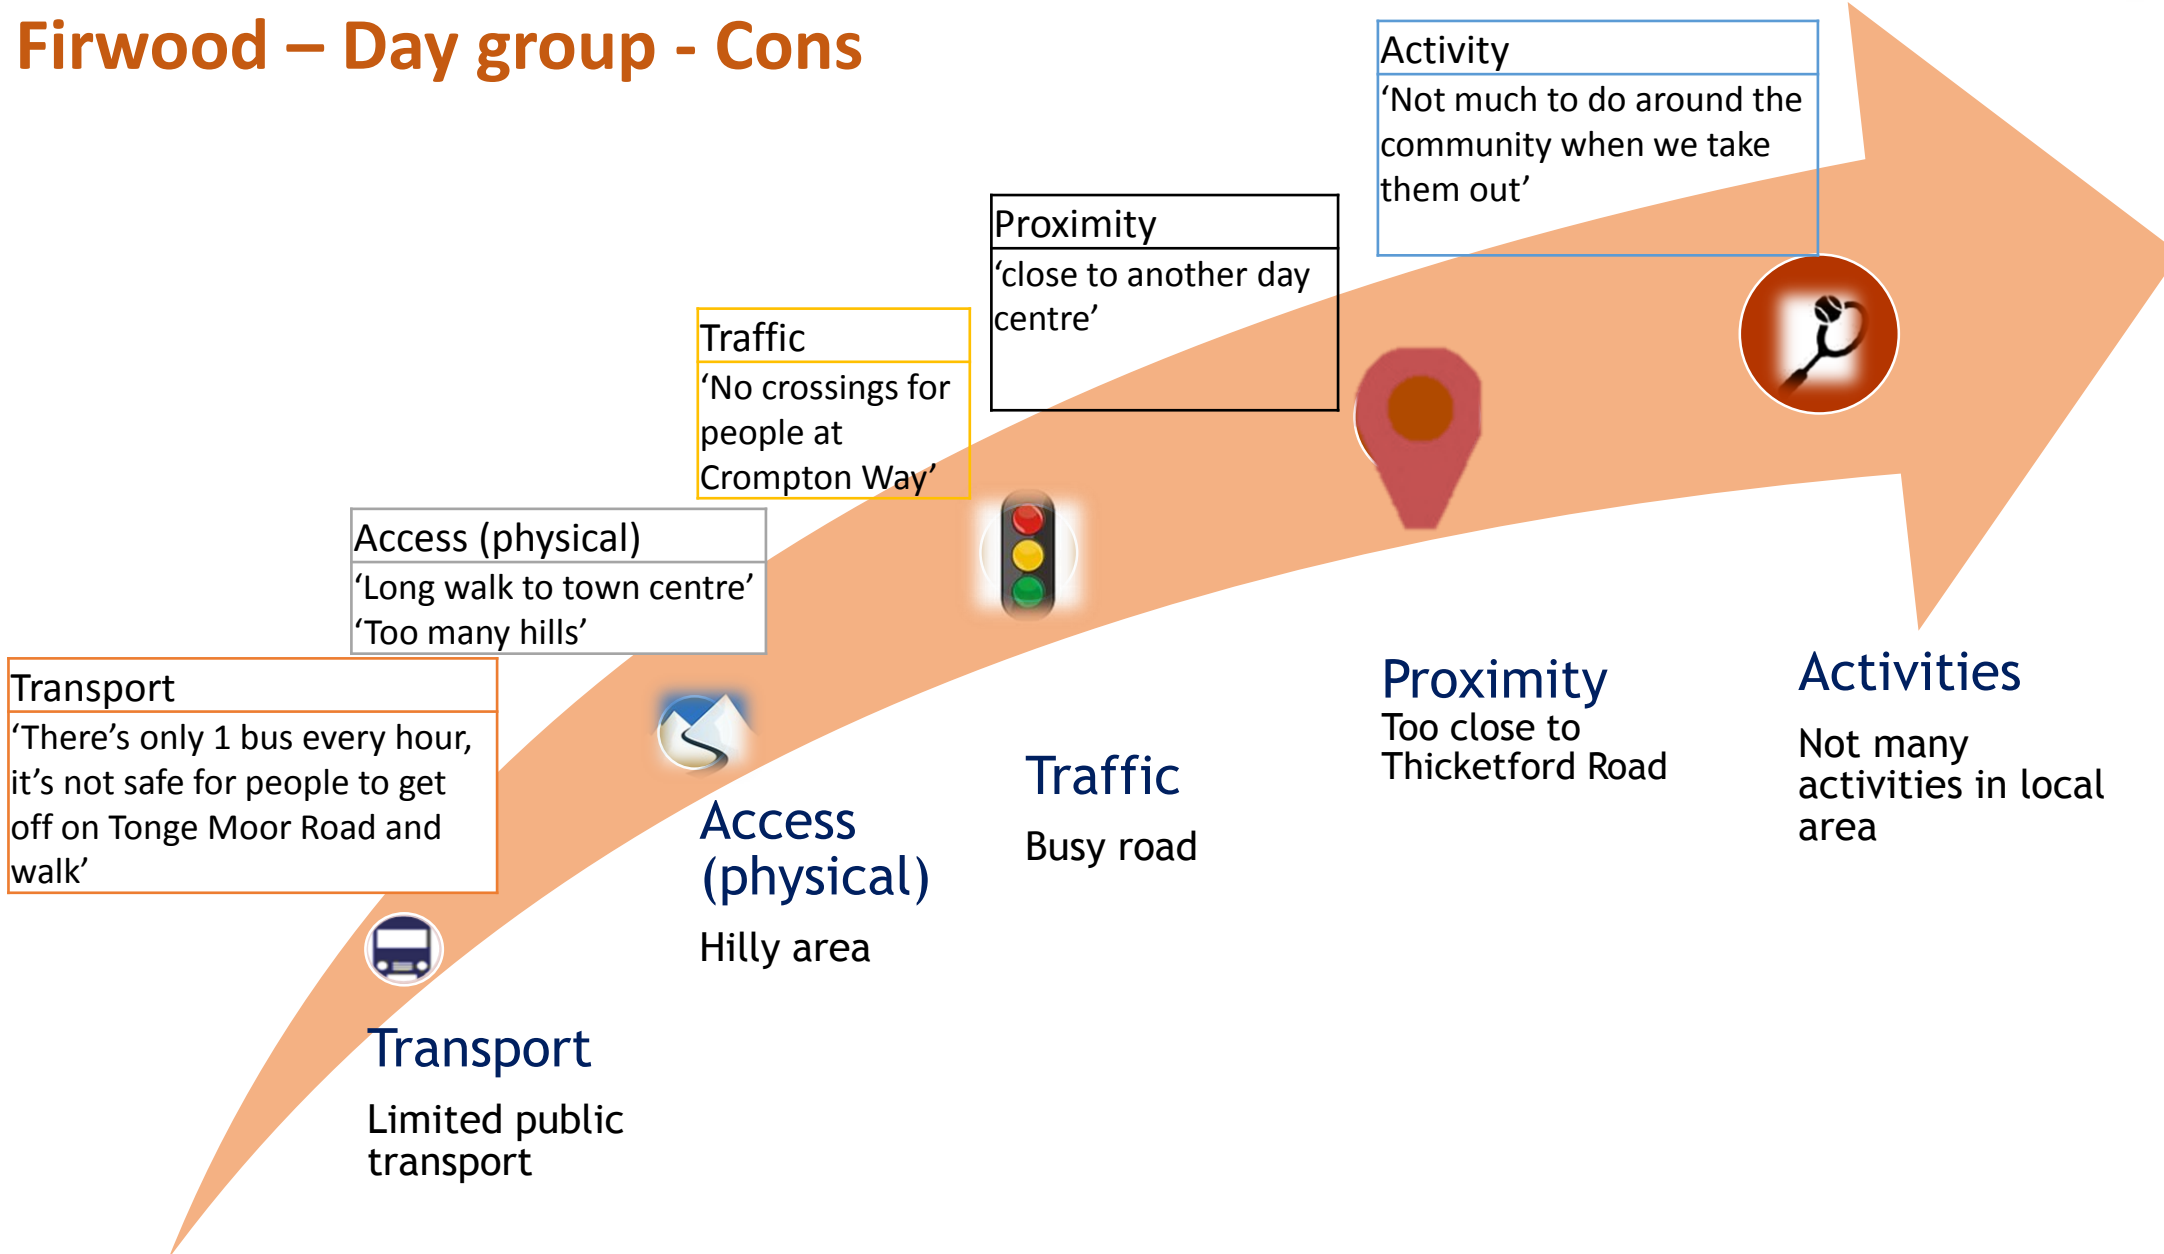 Firwood – Day group - Cons
Activity
‘Not much to do around the
community when we take
them out’
Proximity
‘close to another day
centre’
Traffic
‘No crossings for
people at
Crompton Way’
Access (physical)
‘Long walk to town centre’
‘Too many hills’
Transport
‘There’s only 1 bus every hour,
it’s not safe for people to get
off on Tonge Moor Road and
walk’
Transport
Limited public
transport
Access
(physical)
Hilly area
Traffic
Busy road
Proximity
Too close to
Thicketford Road
Activities
Not many
activities in local
area